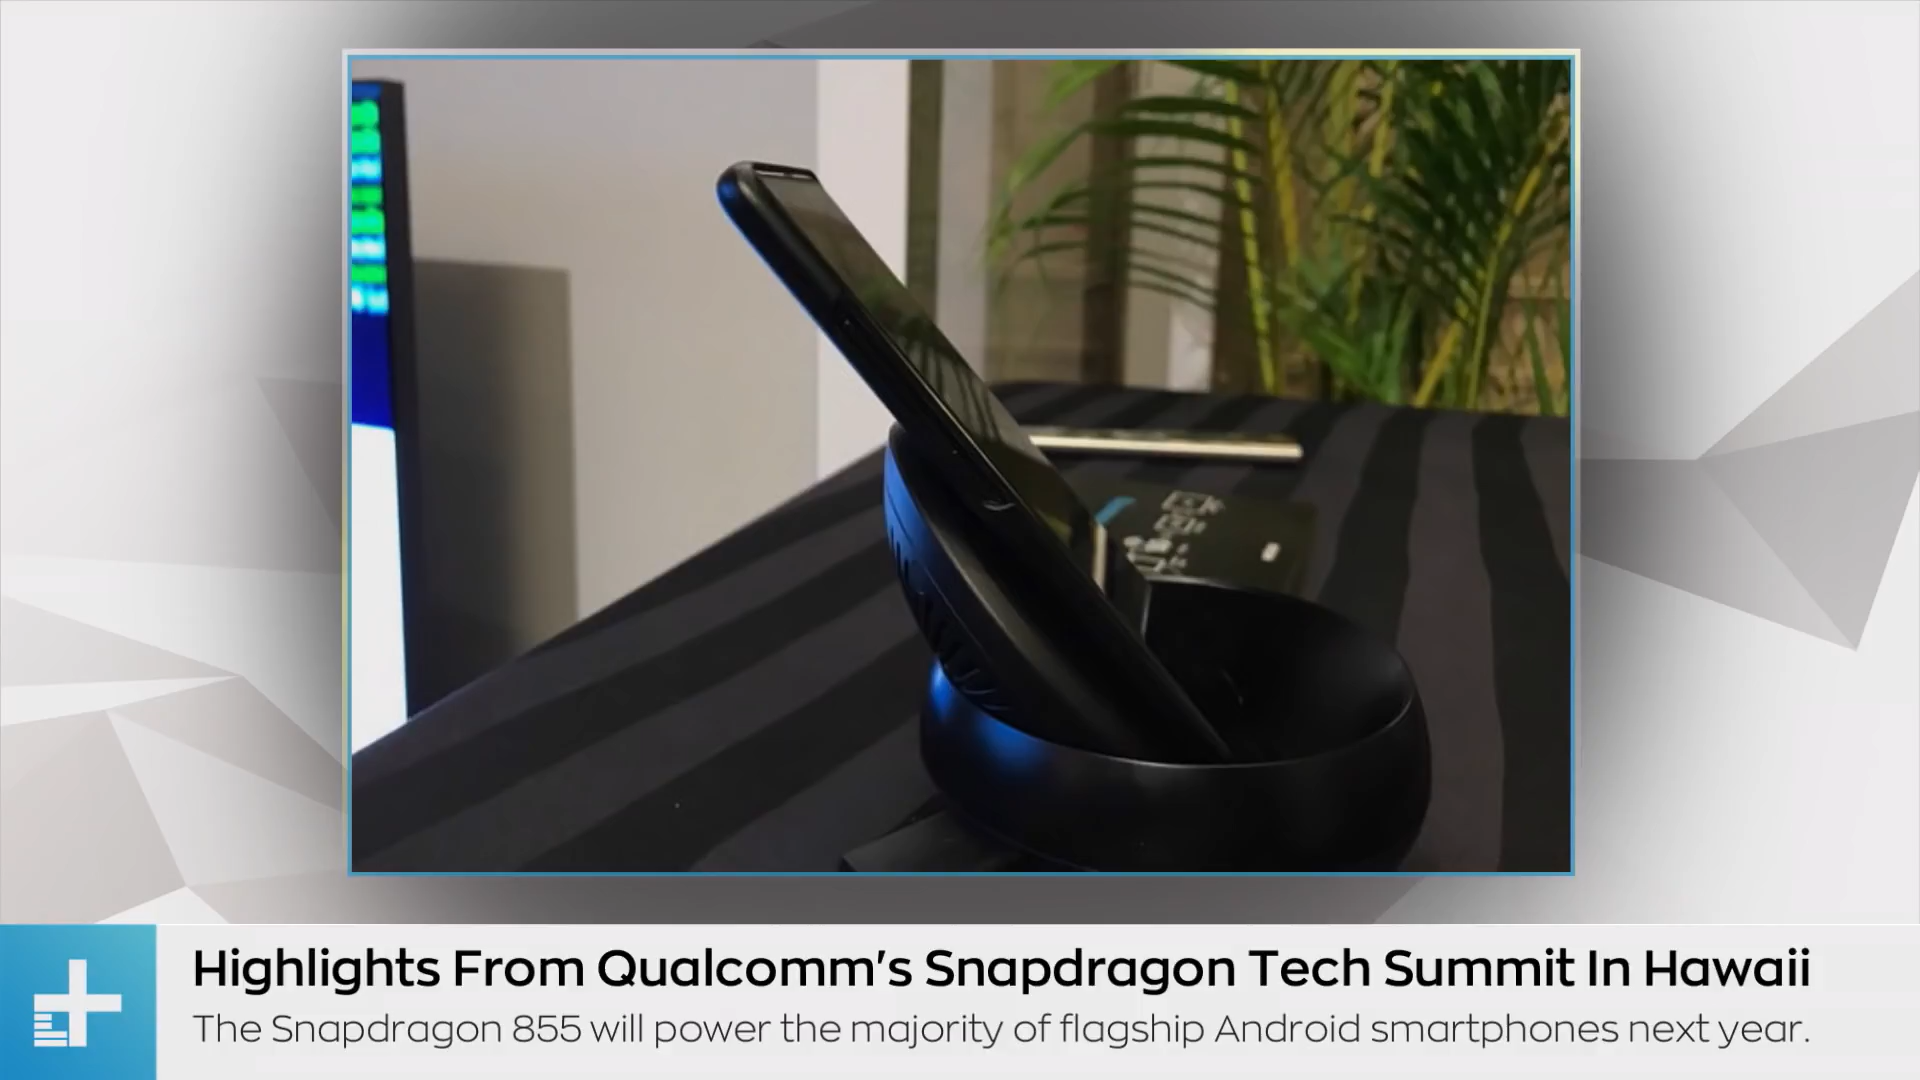 Highlights From Qualcomm's Snapdragon Tech Summit In Hawaii
The Snapdragon 855 will power the majority of flagship Android smartphones next year.